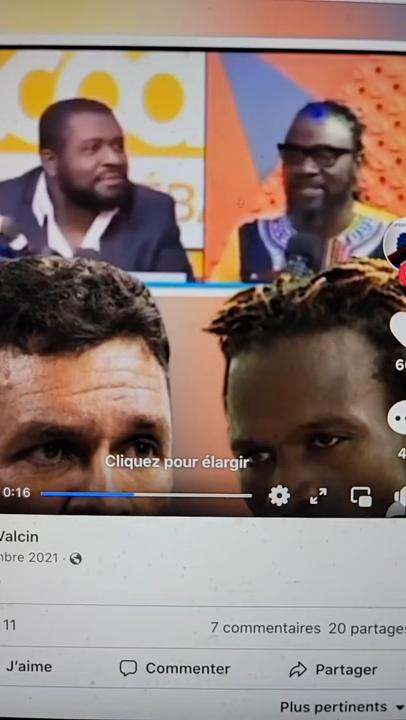 Cliquez pour élargir
0:16
Valcin
mbre 2021
11
7 commentaires 20 partages
J'aime
Commenter
Partager
Plus pertinents